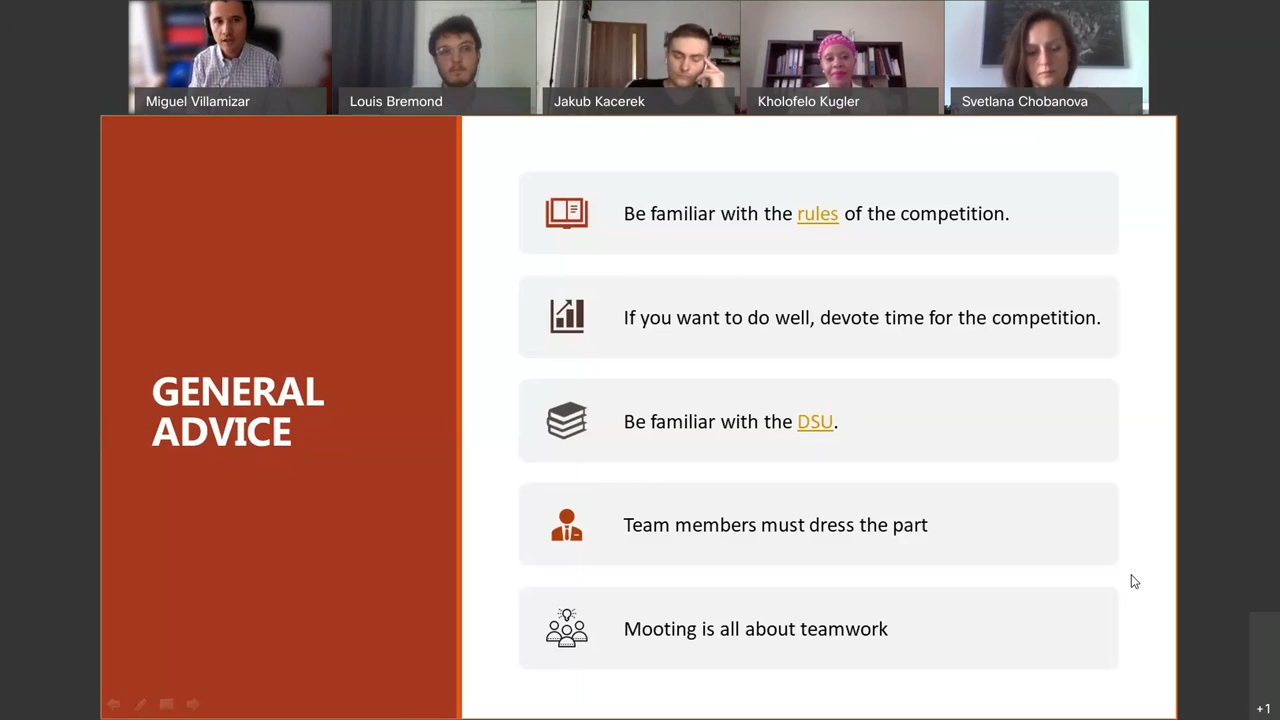 Miguel Villamizar
Louis Bremond
Jakub Kacerek
Kholofelo Kugler
Svetlana Chobanova
GENERAL
ADVICE
Be familiar with the rules of the competition.
If you want to do well, devote time for the competition.
Be familiar with the DSU.
Team members must dress the part
Mooting is all about teamwork
+1